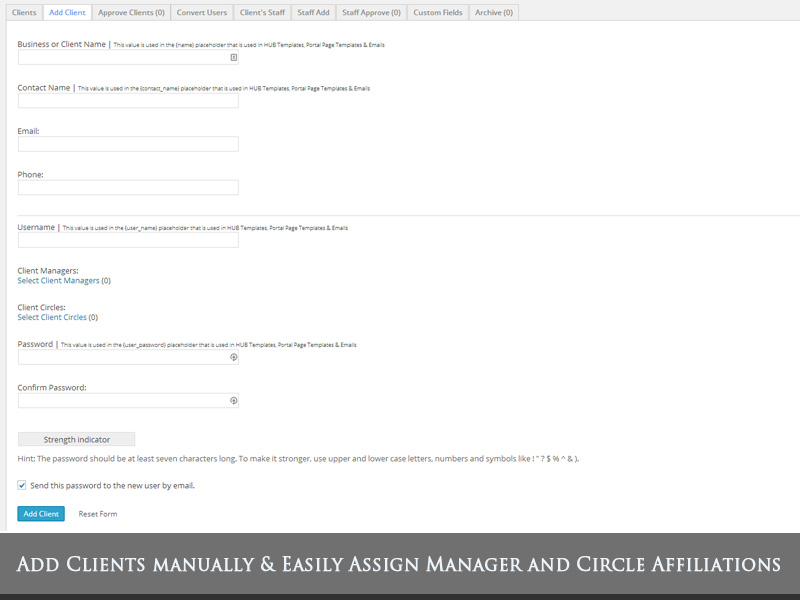 Clients Add Client Approve Clients (0) Convert Users Client's Staff Staff Add Staff Approve (0) Custom Fields Archive (0)
Business or Client Name | This value is used in the {name} placeholder that is used in HUB Templates, Portal Page Templates & Emails
Contact Name | This value is used in the {contact_name} placeholder that is used in HUB Templates, Portal Page Templates & Emails
Email:
Phone:
Username | This value is used in the {user_name} placeholder that is used in HUB Templates, Portal Page Templates & Emails
Client Managers:
Select Client Managers (0)
Client Circles:
Select Client Circles (0)
Password | This value is used in the {user_password} placeholder that is used in HUB Templates, Portal Page Templates & Emails
Confirm Password:
Strength indicator
Hint: The password should be at least seven characters long. To make it stronger, use upper and lower case letters, numbers and symbols like ! " ? $ % ^ & ).
Send this password to the new user by email.
Add Client Reset Form
Add Clients manually & Easily Assign Manager and Circle Affiliations